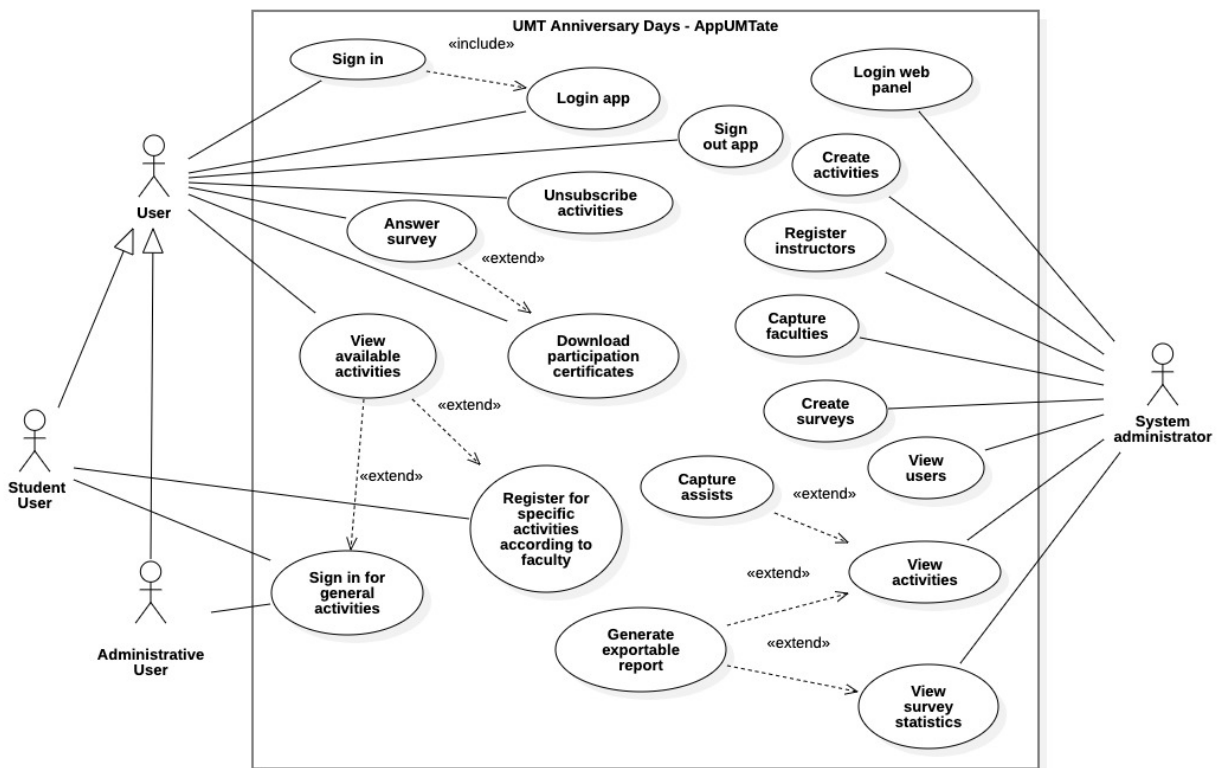 UMT Anniversary Days - AppUMTate
Sign in
«include»
Login app
Login web
panel
Sign
out app
Create
activities
User
Unsubscribe
activities
Answer
survey
Register
instructors
«extend»
Capture
faculties
View
available
activities
Download
participation
certificates
«extend»
Create
surveys
System
administrator
View
users
Student
User
«extend»
Capture
assists
«extend»
Register for
specific
activities
according to
faculty
View
activities
Sign in for
general
activities
«extend»
Administrative
User
Generate
exportable
report
«extend»
View
survey
statistics